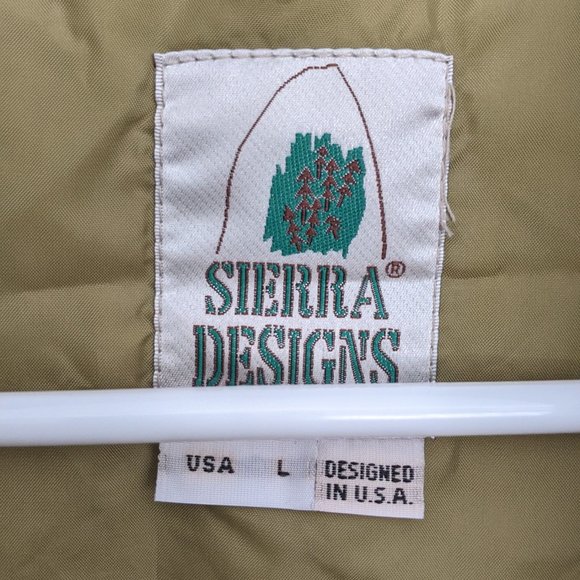 SIERRA®
DESIGNS
USA L DESIGNED
IN U.S.A.